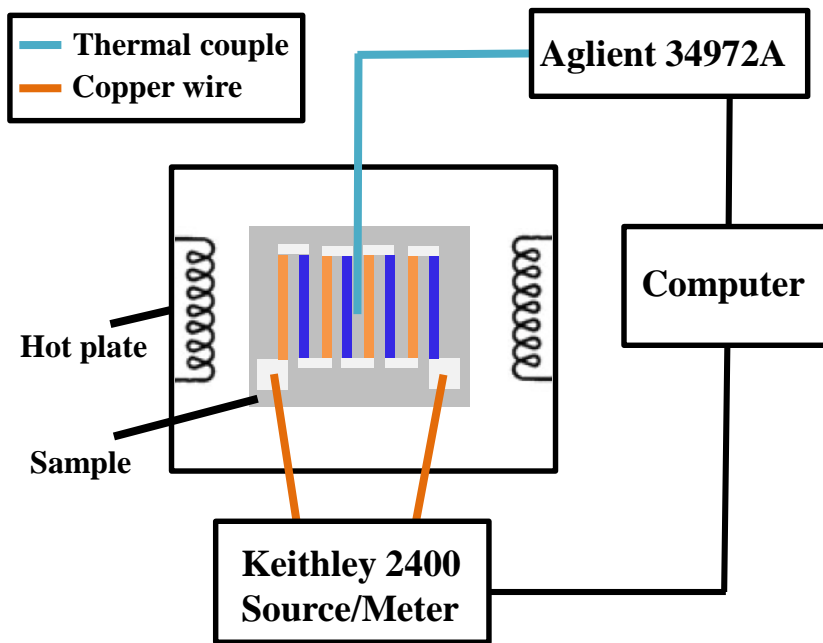 Thermal couple
Copper wire
Aglient 34972A
Computer
Hot plate
Sample
Keithley 2400
Source/Meter